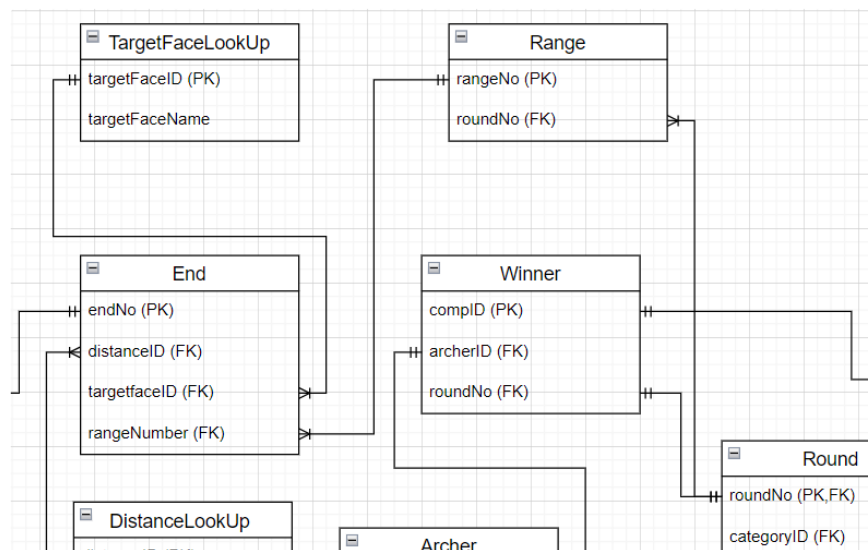 TargetFaceLookUp
targetFaceID (PK)
targetFaceName
Range
rangeNo (PK)
roundNo (FK)
End
endNo (PK)
distanceID (FK)
targetfaceID (FK)
rangeNumber (FK)
Winner
compID (PK)
archerID (FK)
roundNo (FK)
Round
roundNo (PK,FK)
categoryID (FK)
DistanceLookUp
Archer